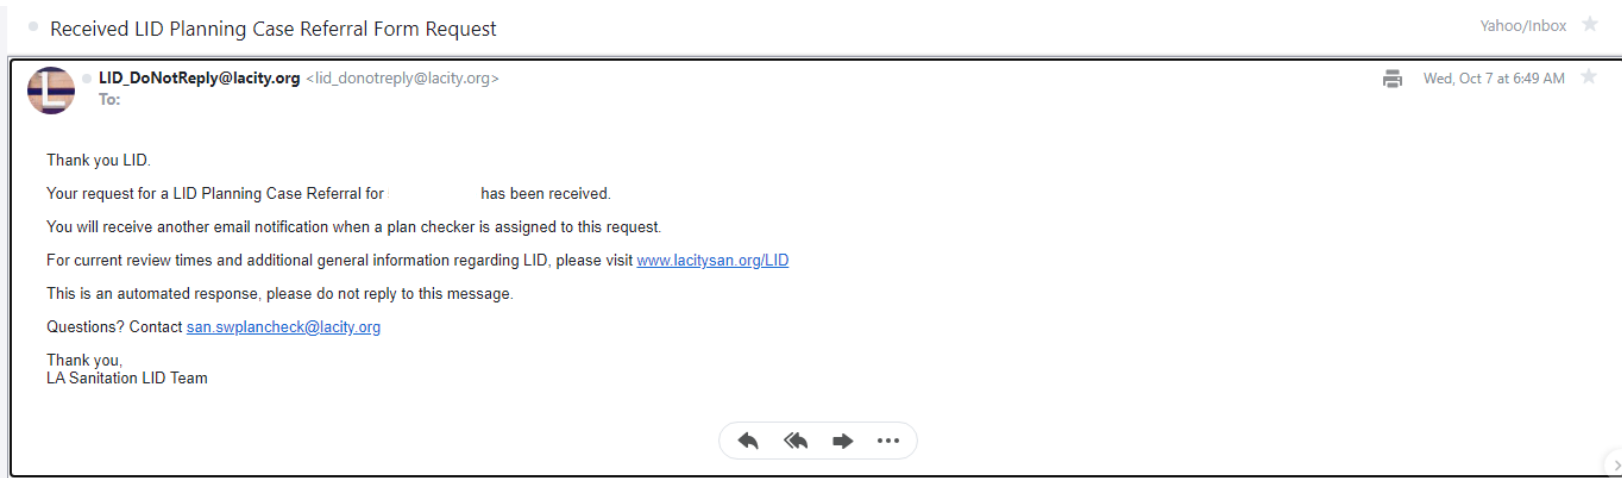 Received LID Planning Case Referral Form Request
Yahoo/Inbox
L
LID_DoNotReply@lacity.org <lid_donotreply@lacity.org>
Wed, Oct 7 at 6:49 AM
To:
Thank you LID.
Your request for a LID Planning Case Referral for has been received.
You will receive another email notification when a plan checker is assigned to this request.
For current review times and additional general information regarding LID, please visit www.lacitysan.org/LID
This is an automated response, please do not reply to this message.
Questions? Contact san.swplancheck@lacity.org
Thank you,
LA Sanitation LID Team